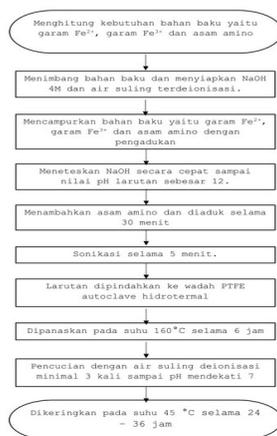 Menghitung kebutuhan bahan baku yaitu
garam Fe²⁺, garam Fe³⁺ dan asam amino
Menimbang bahan baku dan menyiapkan NaOH
4M dan air suling terdeionisasi.
Mencampurkan bahan baku yaitu garam Fe²⁺,
garam Fe³⁺ dan asam amino dengan
pengadukan
Meneteskan NaOH secara cepat sampai
nilai pH larutan sebesar 12.
Menambahkan asam amino dan diaduk selama
30 menit
Sonikasi selama 5 menit.
Larutan dipindahkan ke wadah PTFE
autoclave hidrotermal
Dipanaskan pada suhu 160°C selama 6 jam
Pencucian dengan air suling deionisasi
minimal 3 kali sampai pH mendekati 7
Dikeringkan pada suhu 45 °C selama 24
– 36 jam